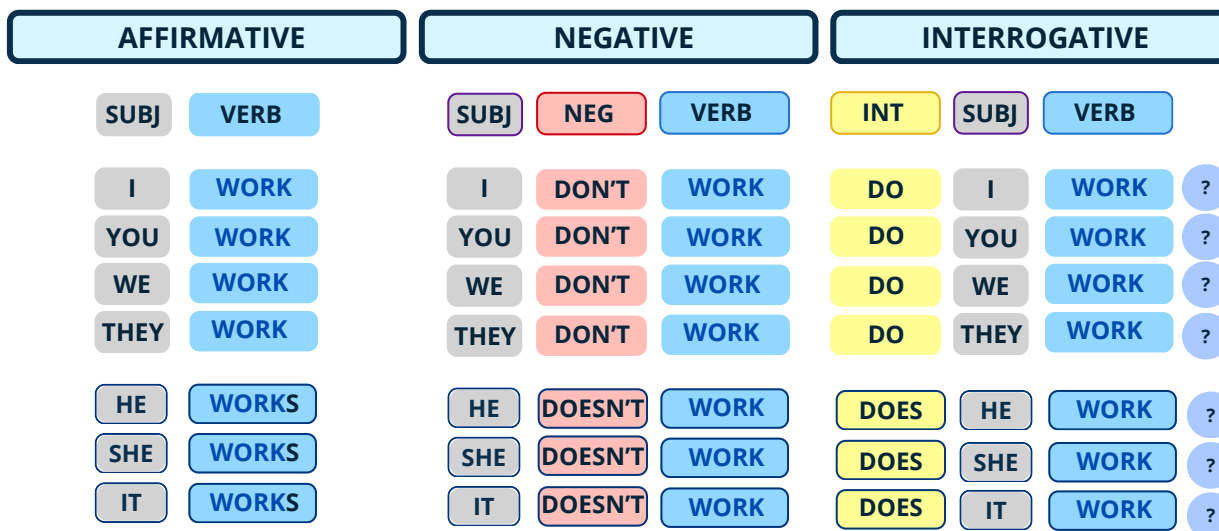 AFFIRMATIVE NEGATIVE INTERROGATIVE
SUBJ VERB SUBJ NEG VERB INT SUBJ VERB
I WORK I DON'T WORK DO I WORK ?
YOU WORK YOU DON'T WORK DO YOU WORK ?
WE WORK WE DON'T WORK DO WE WORK ?
THEY WORK THEY DON'T WORK DO THEY WORK ?
HE WORKS HE DOESN'T WORK DOES HE WORK ?
SHE WORKS SHE DOESN'T WORK DOES SHE WORK ?
IT WORKS IT DOESN'T WORK DOES IT WORK ?